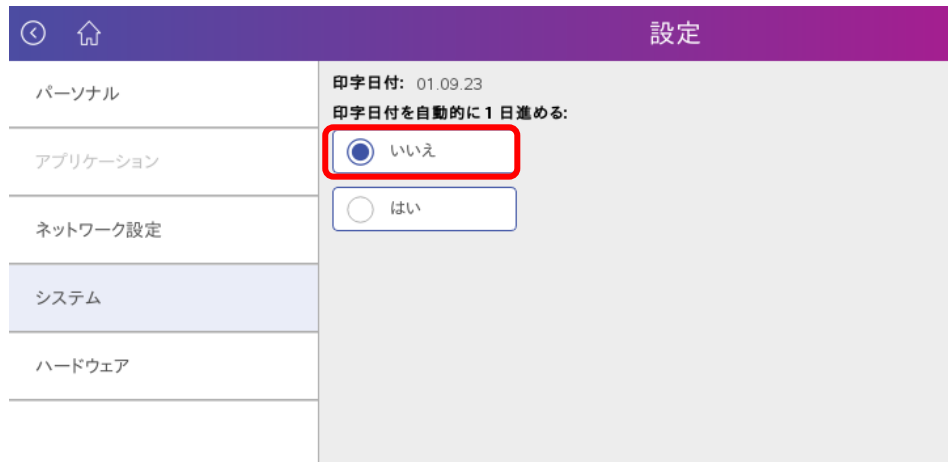 設定
パーソナル
アプリケーション
ネットワーク設定
システム
ハードウェア
印字日付: 01.09.23
印字日付を自動的に1日進める:
いいえ
はい